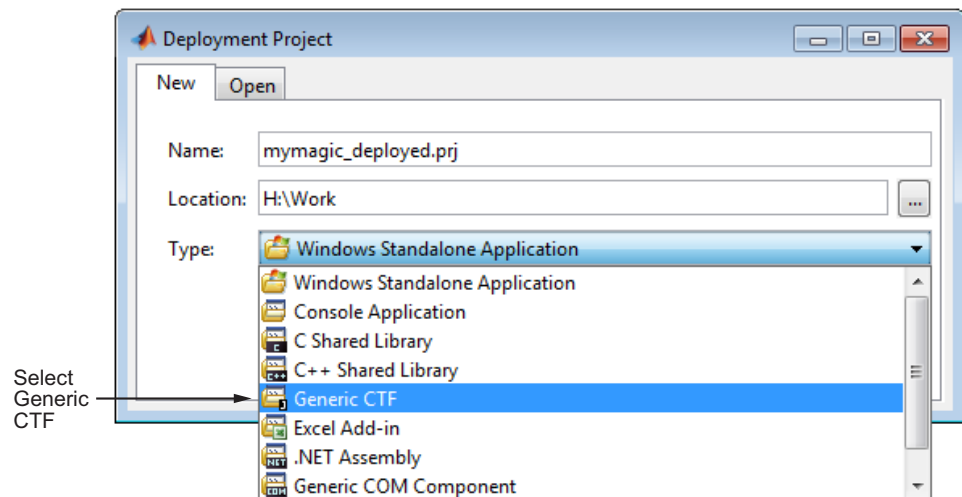 Deployment Project
New Open
Name: mymagic_deployed.prj
Location: H:\Work ...
Type: Windows Standalone Application
Windows Standalone Application
Console Application
C Shared Library
C++ Shared Library
Select
Generic
CTF
Generic CTF
Excel Add-in
.NET Assembly
Generic COM Component